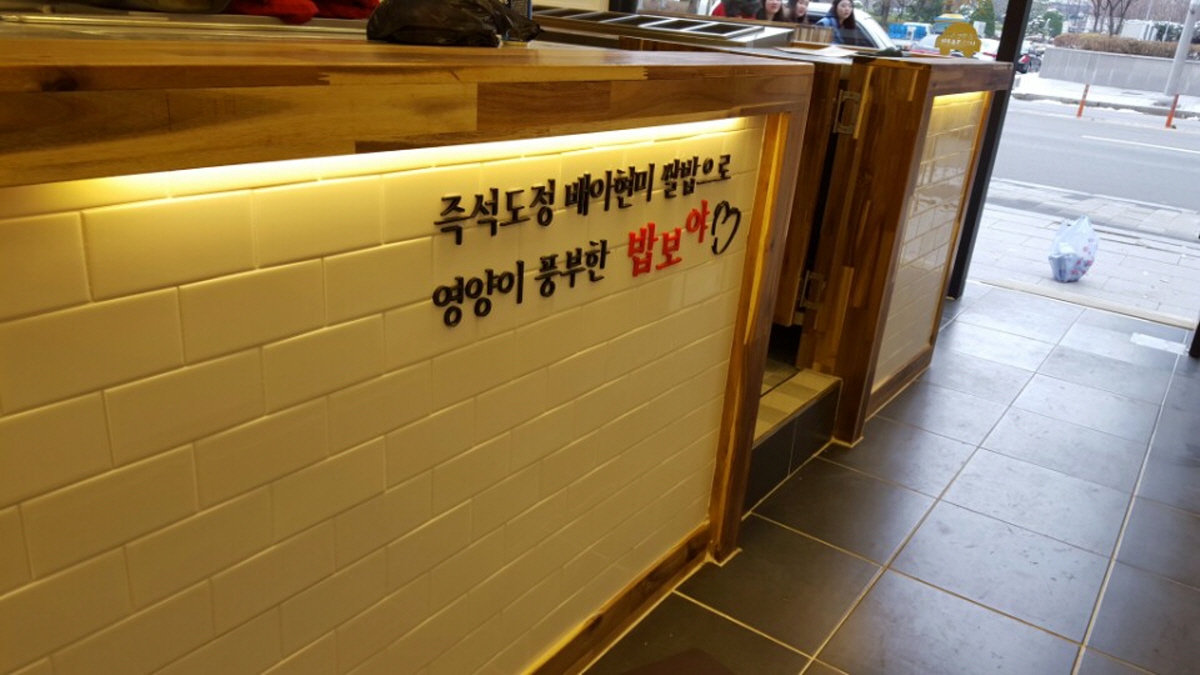 즉석도정 배아현미 쌀밥으로
영양이 풍부한 밥보야